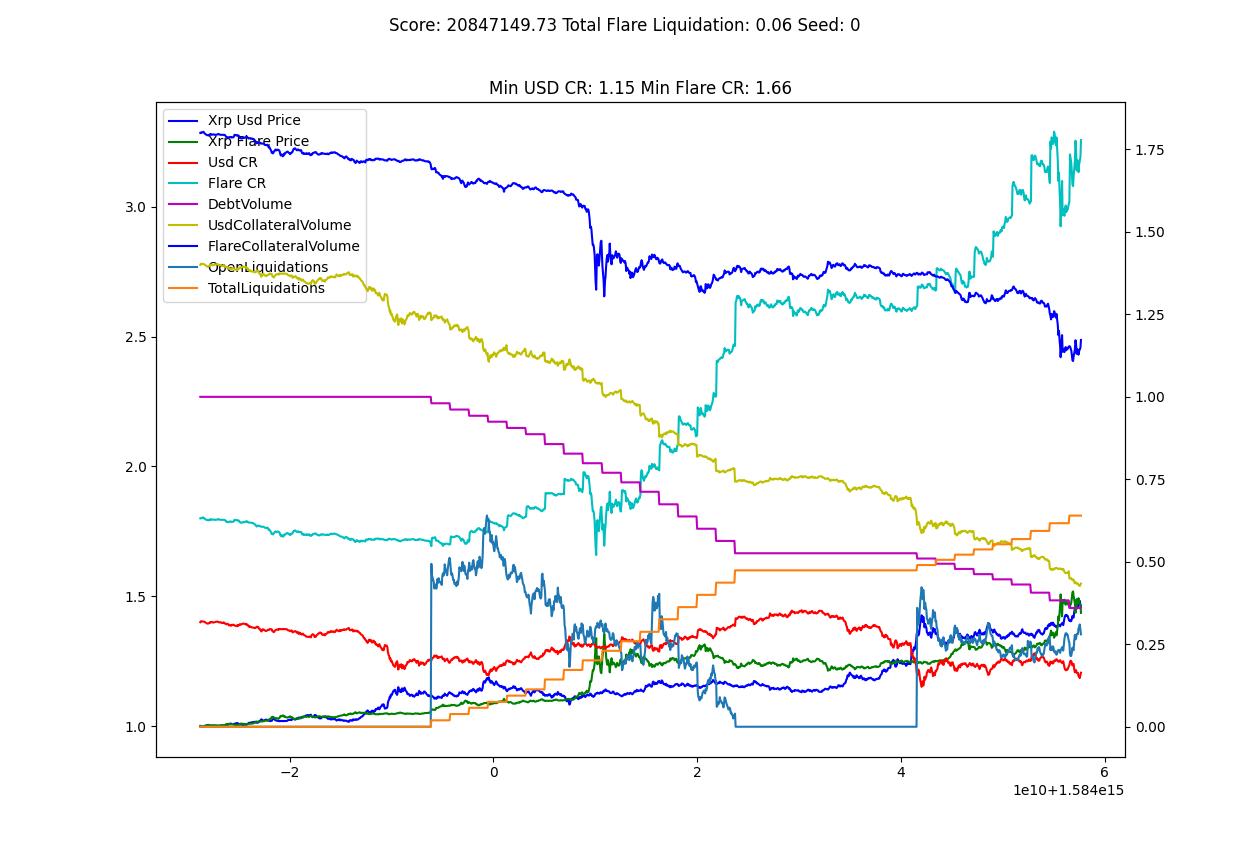 Score: 20847149.73 Total Flare Liquidation: 0.06 Seed: 0
Min USD CR: 1.15 Min Flare CR: 1.66
Xrp Usd Price
Xrp Flare Price
Usd CR
Flare CR
DebtVolume
UsdCollateralVolume
FlareCollateralVolume
OpenLiquidations
TotalLiquidations
3.0
2.5
2.0
1.5
1.0
1.75
1.50
1.25
1.00
0.75
0.50
0.25
0.00
−2
0
2
4
6
1e10+1.584e15